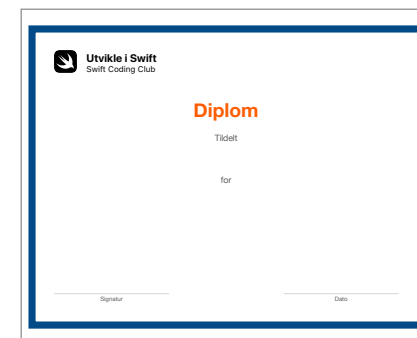 Utvikle i Swift
Swift Coding Club
Diplom
Tildelt
for
Signatur
Dato